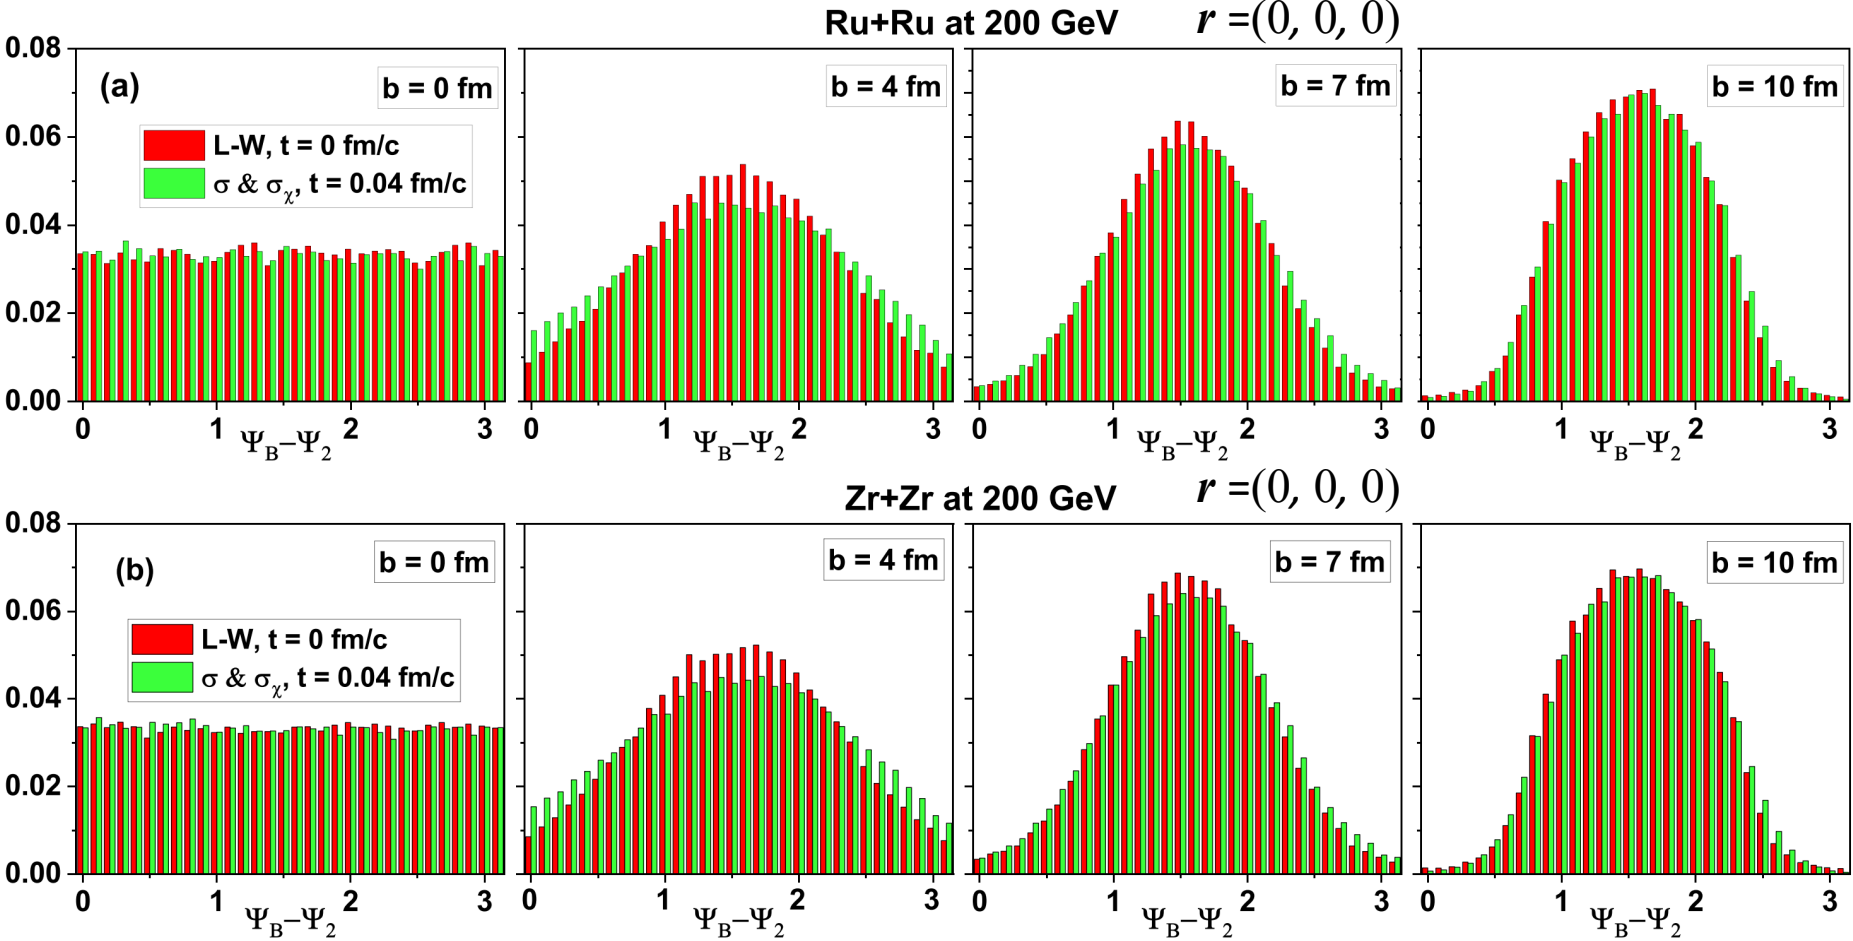 Ru+Ru at 200 GeV r =(0, 0, 0)
0.08
0.06
0.04
0.02
0.00
(a)
b = 0 fm
L-W, t = 0 fm/c
σ & σχ, t = 0.04 fm/c
b = 4 fm
b = 7 fm
b = 10 fm
0 1 2 3
ΨB–Ψ2
0 1 2 3
ΨB–Ψ2
0 1 2 3
ΨB–Ψ2
0 1 2 3
ΨB–Ψ2
Zr+Zr at 200 GeV r =(0, 0, 0)
0.08
0.06
0.04
0.02
0.00
(b)
b = 0 fm
L-W, t = 0 fm/c
σ & σχ, t = 0.04 fm/c
b = 4 fm
b = 7 fm
b = 10 fm
0 1 2 3
ΨB–Ψ2
0 1 2 3
ΨB–Ψ2
0 1 2 3
ΨB–Ψ2
0 1 2 3
ΨB–Ψ2